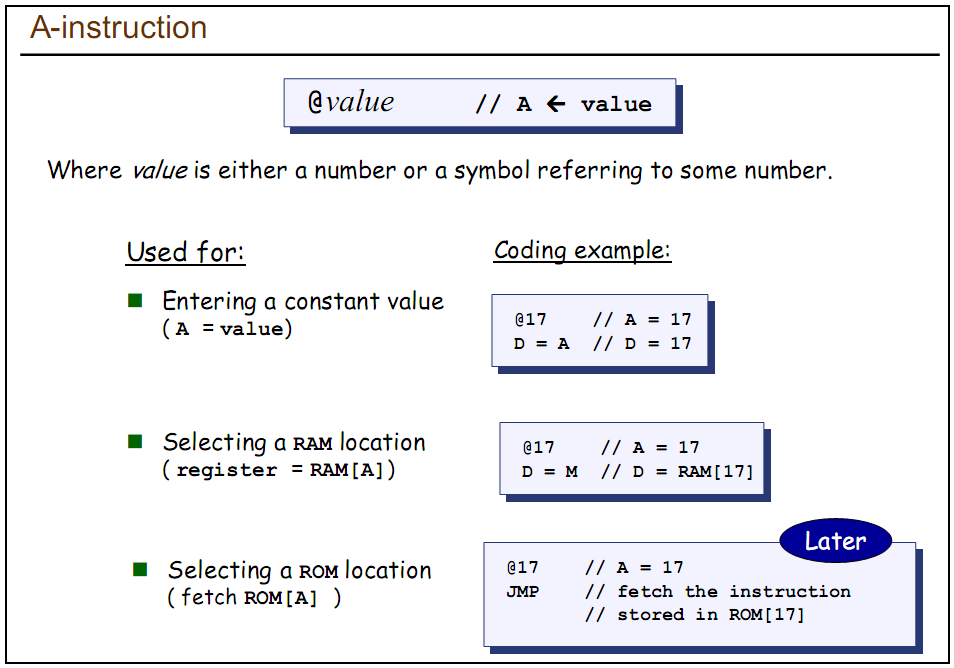 A-instruction
@value // A ← value
Where value is either a number or a symbol referring to some number.
Used for:
Coding example:
■ Entering a constant value
( A = value)
@17 // A = 17
D = A // D = 17
■ Selecting a RAM location
( register = RAM[A])
@17 // A = 17
D = M // D = RAM[17]
Later
■ Selecting a ROM location
( fetch ROM[A] )
@17 // A = 17
JMP // fetch the instruction
// stored in ROM[17]